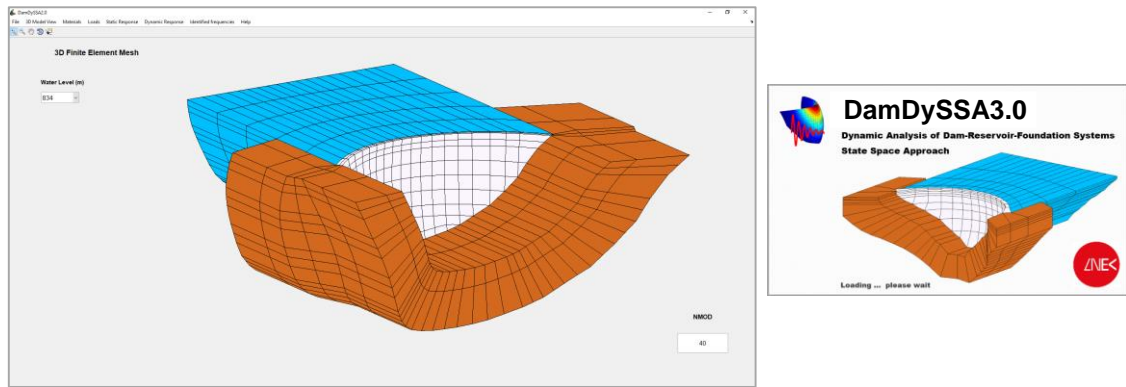 DamDySSA3.0
File 3D Model View Materials Loads Static Response Dynamic Response Identified frequencies Help
3D Finite Element Mesh
Water Level (m)
834
NMOD
40
DamDySSA3.0
Dynamic Analysis of Dam-Reservoir-Foundation Systems
State Space Approach
LNEC
Loading ... please wait